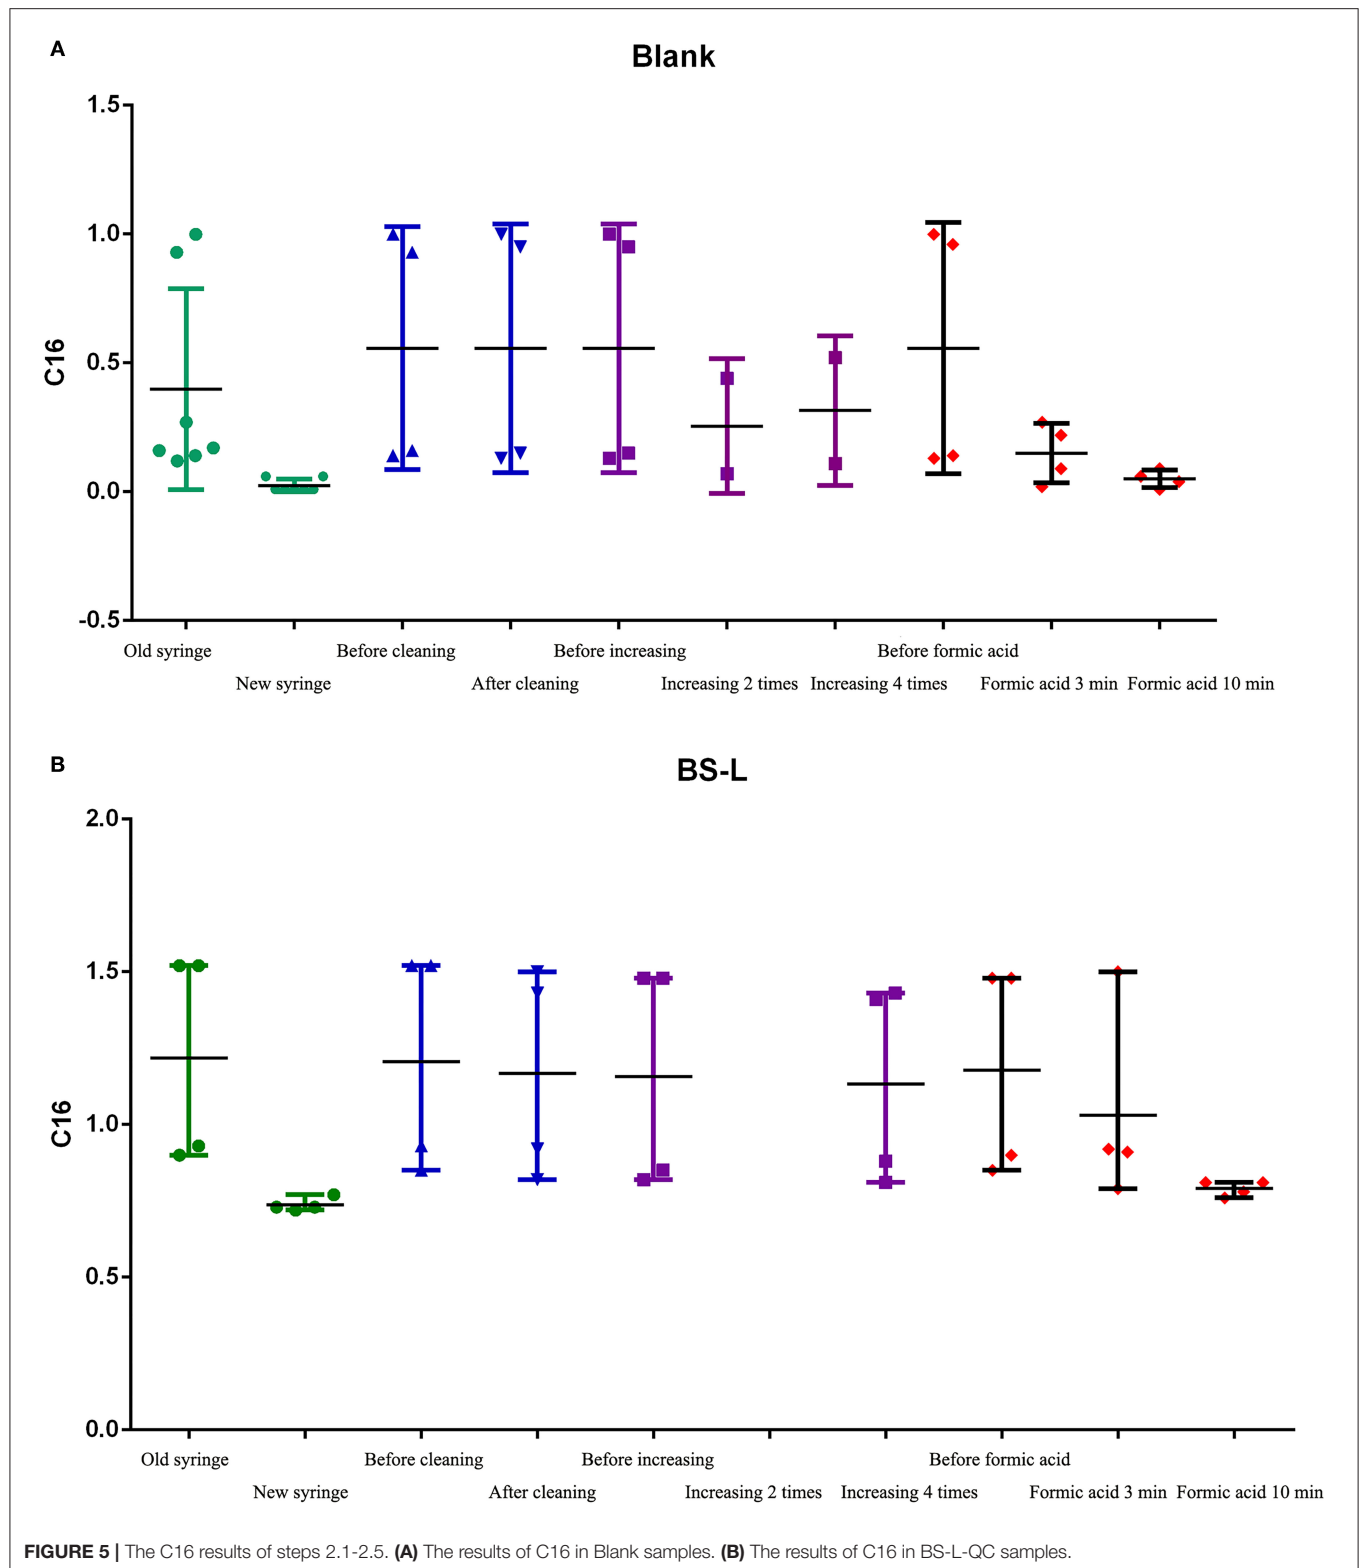 A
Blank
1.5
1.0
0.5
0.0
-0.5
C16
Old syringe
New syringe
Before cleaning
After cleaning
Before increasing
Increasing 2 times
Increasing 4 times
Before formic acid
Formic acid 3 min
Formic acid 10 min
B
BS-L
2.0
1.5
1.0
0.5
0.0
C16
Old syringe
New syringe
Before cleaning
After cleaning
Before increasing
Increasing 2 times
Increasing 4 times
Before formic acid
Formic acid 3 min
Formic acid 10 min
FIGURE 5 | The C16 results of steps 2.1-2.5. (A) The results of C16 in Blank samples. (B) The results of C16 in BS-L-QC samples.